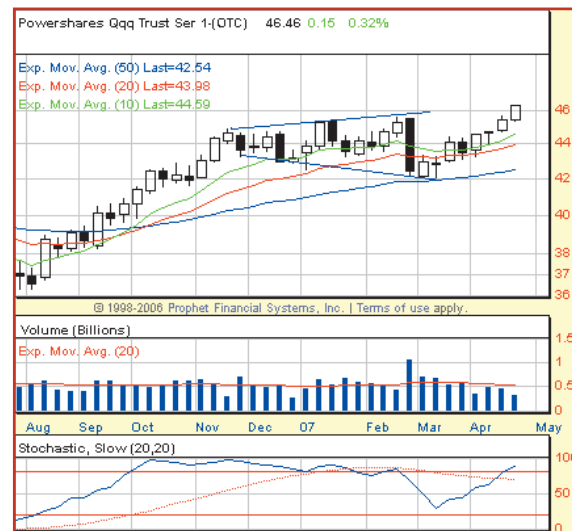 Powershares Qqq Trust Ser 1-(OTC) 46.46 0.15 0.32%
Exp. Mov. Avg. (50) Last=42.54
Exp. Mov. Avg. (20) Last=43.98
Exp. Mov. Avg. (10) Last=44.59
46
44
42
40
38
37
36
© 1998-2006 Prophet Financial Systems, Inc. | Terms of use apply.
Volume (Billions)
Exp. Mov. Avg. (20)
1.5
1
0.5
0
Aug Sep Oct Nov Dec 07 Feb Mar Apr May
Stochastic, Slow (20,20)
100
50
0